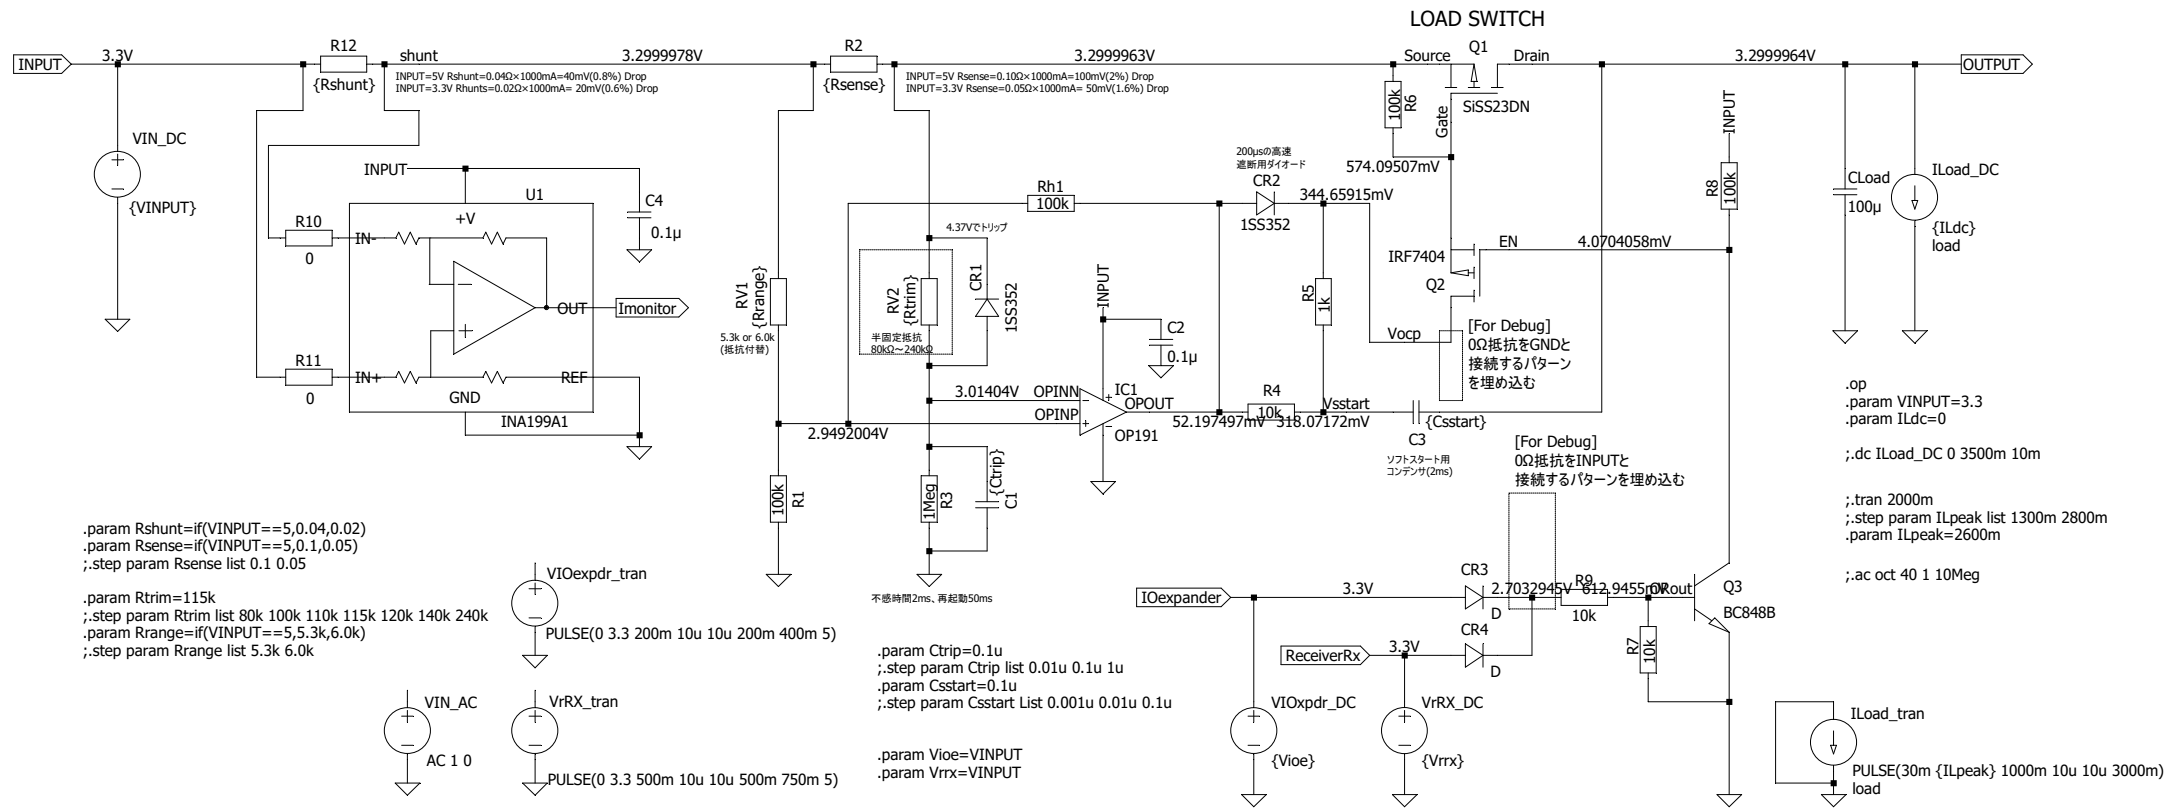 LOAD SWITCH
INPUT
3.3V
R12
{Rshunt}
shunt
3.2999978V
INPUT=5V Rshunt=0.04Ω×1000mA=40mV(0.8%) Drop
INPUT=3.3V Rhunts=0.02Ω×1000mA= 20mV(0.6%) Drop
R2
{Rsense}
3.2999963V
INPUT=5V Rsense=0.10Ω×1000mA=100mV(2%) Drop
INPUT=3.3V Rsense=0.05Ω×1000mA= 50mV(1.6%) Drop
Source
Q1
Drain
SiSS23DN
Gate
100k
R6
574.09507mV
3.2999964V
OUTPUT
VIN_DC
{VINPUT}
INPUT
U1
+V
C4
0.1µ
R10
0
IN-
OUT
Imonitor
R11
0
IN+
REF
GND
INA199A1
RV1
{Rrange}
5.3k or 6.0k
(抵抗付替)
Rh1
100k
4.37Vでトリップ
RV2
{Rtrim}
半固定抵抗
80kΩ～240kΩ
CR1
1SS352
200µsの高速
遮断用ダイオード
CR2
1SS352
344.65915mV
R5
1k
INPUT
C2
0.1µ
3.01404V
OPINN
OPINP
2.9492004V
IC1
OP191
OPOUT
52.197497mV
R4
10k
318.07172mV
Vsstart
C3
{Csstart}
ソフトスタート用
コンデンサ(2ms)
IRF7404
Q2
EN
4.0704058mV
Vocp
[For Debug]
0Ω抵抗をGNDと
接続するパターン
を埋め込む
INPUT
R8
100k
CLoad
100µ
ILoad_DC
{ILdc}
load
100k
R1
1Meg
R3
{Ctrip}
C1
不感時間2ms、再起動50ms
[For Debug]
0Ω抵抗をINPUTと
接続するパターンを埋め込む
.op
.param VINPUT=3.3
.param ILdc=0
;.dc ILoad_DC 0 3500m 10m
;.tran 2000m
;.step param ILpeak list 1300m 2800m
.param ILpeak=2600m
;.ac oct 40 1 10Meg
.param Rshunt=if(VINPUT==5,0.04,0.02)
.param Rsense=if(VINPUT==5,0.1,0.05)
;.step param Rsense list 0.1 0.05
.param Rtrim=115k
;.step param Rtrim list 80k 100k 110k 115k 120k 140k 240k
.param Rrange=if(VINPUT==5,5.3k,6.0k)
;.step param Rrange list 5.3k 6.0k
VIOexpdr_tran
PULSE(0 3.3 200m 10u 10u 200m 400m 5)
VIN_AC
AC 1 0
VrRX_tran
PULSE(0 3.3 500m 10u 10u 500m 750m 5)
.param Ctrip=0.1u
;.step param Ctrip list 0.01u 0.1u 1u
.param Csstart=0.1u
;.step param Csstart List 0.001u 0.01u 0.1u
.param Vioe=VINPUT
.param Vrrx=VINPUT
IOexpander
3.3V
CR3
D
2.7032945V
R9
10k
612.9455mV
ORout
Q3
BC848B
ReceiverRx
3.3V
CR4
D
R7
10k
VIOxpdr_DC
{Vioe}
VrRX_DC
{Vrrx}
ILoad_tran
PULSE(30m {ILpeak} 1000m 10u 10u 3000m)
load